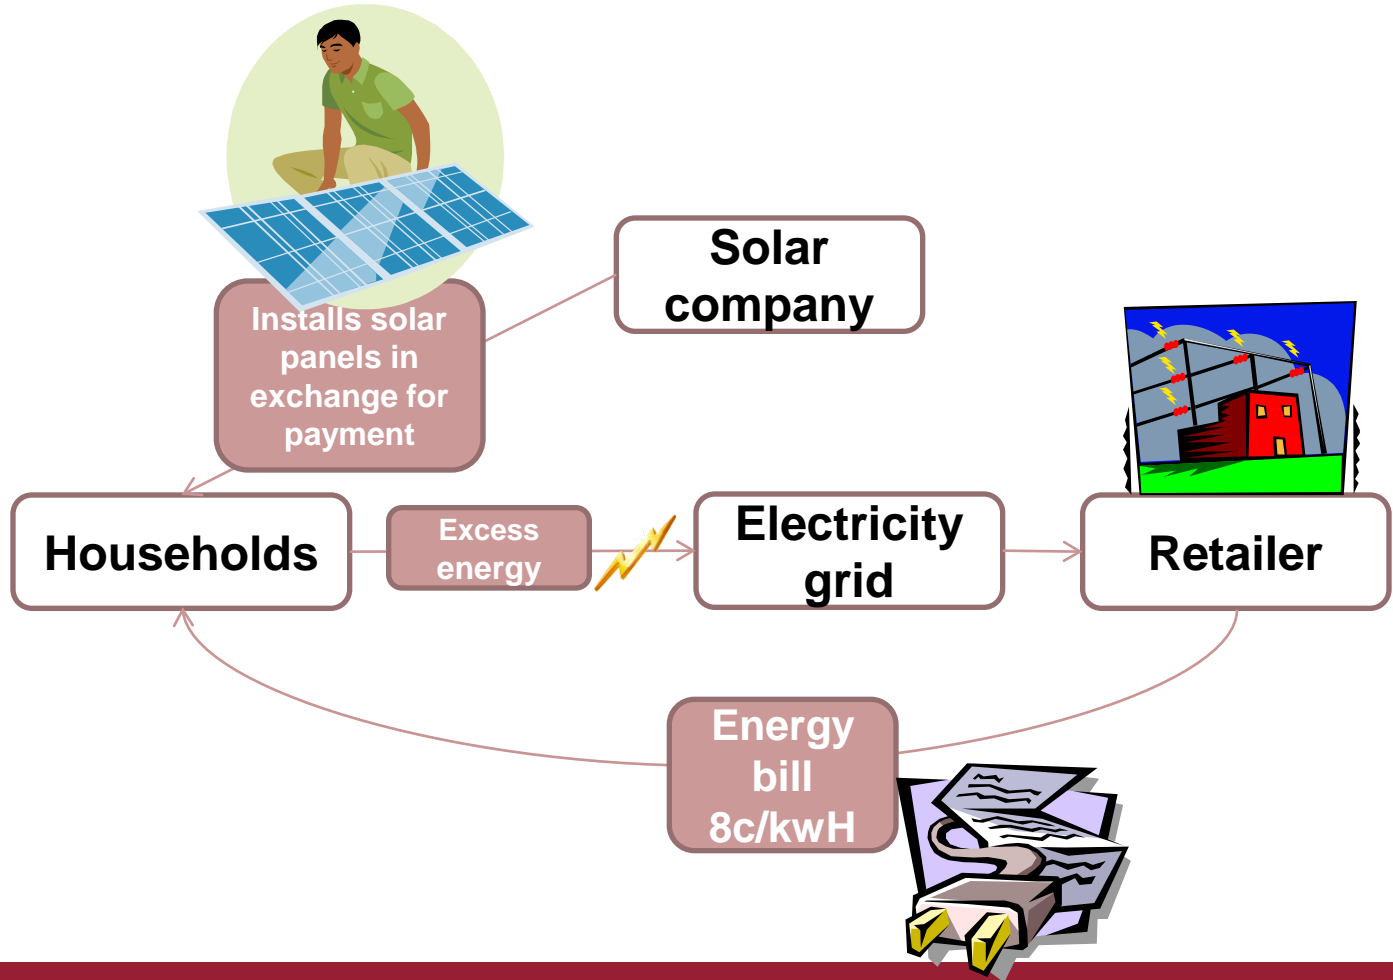 Solar
company
Installs solar
panels in
exchange for
payment
Households
Excess
energy
Electricity
grid
Retailer
Energy
bill
8c/kwH